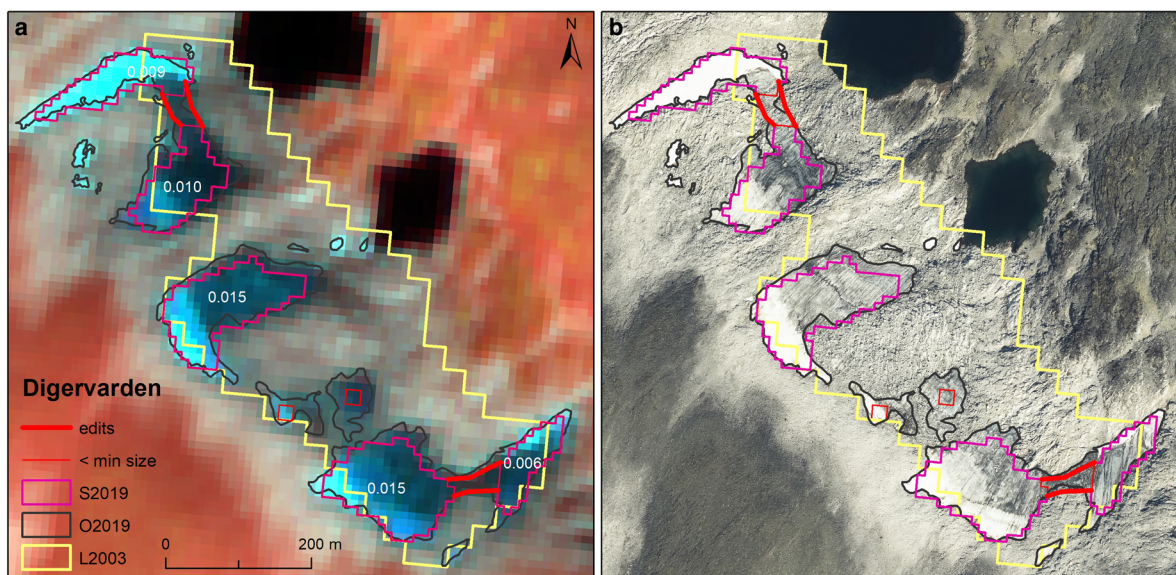 a
N
0.009
0.010
0.015
Digervarden
edits
< min size
S2019
O2019
L2003
0.015
0.006
0
200 m
b